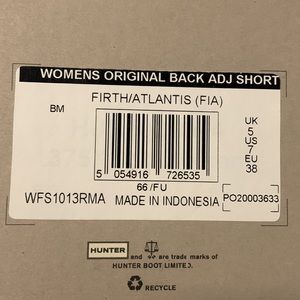 WOMENS ORIGINAL BACK ADJ SHORT
FIRTH/ATLANTIS (FIA)
BM
UK
5
US
7
EU
38
5 054916 726535
66/FU
WFS1013RMA MADE IN INDONESIA PO20003633
HUNTER and are trade marks of
HUNTER BOOT LIMITED.
RECYCLE